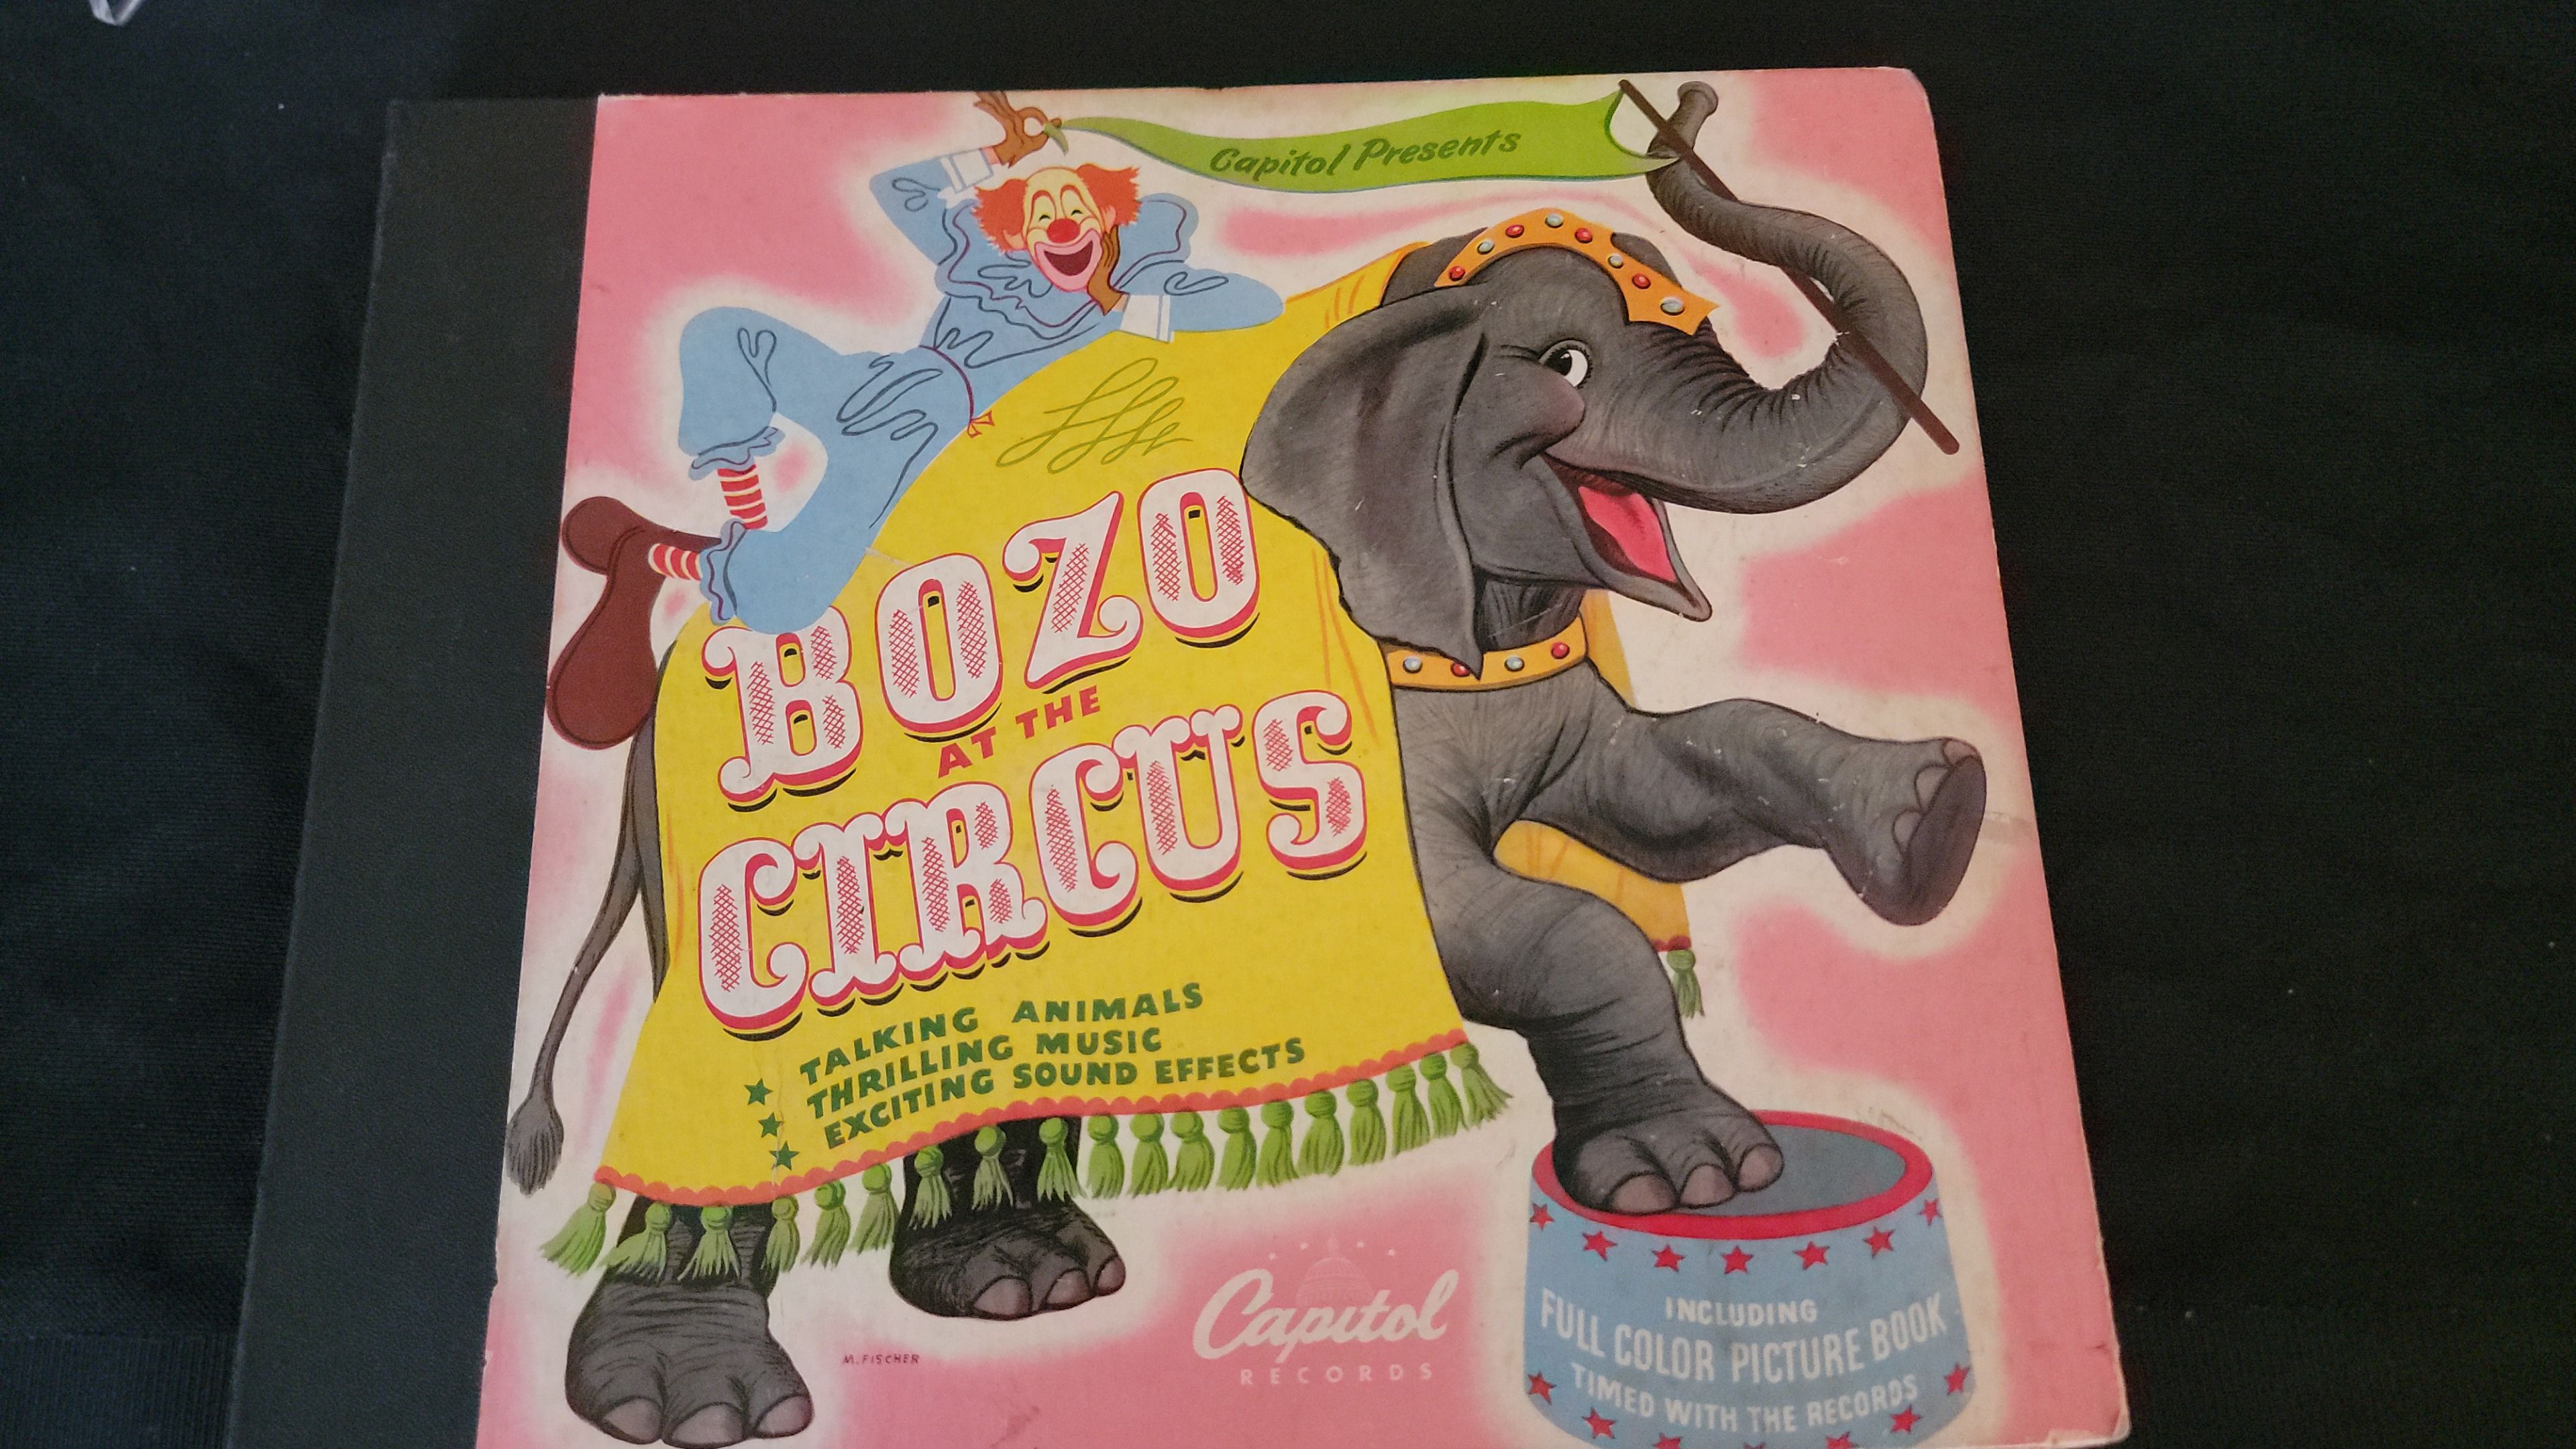 Capitol Presents
BOZO
AT THE
CIRCUS
TALKING ANIMALS
THRILLING MUSIC
EXCITING SOUND EFFECTS
M. FISCHER
Capitol
RECORDS
INCLUDING
FULL COLOR PICTURE BOOK
TIMED WITH THE RECORDS